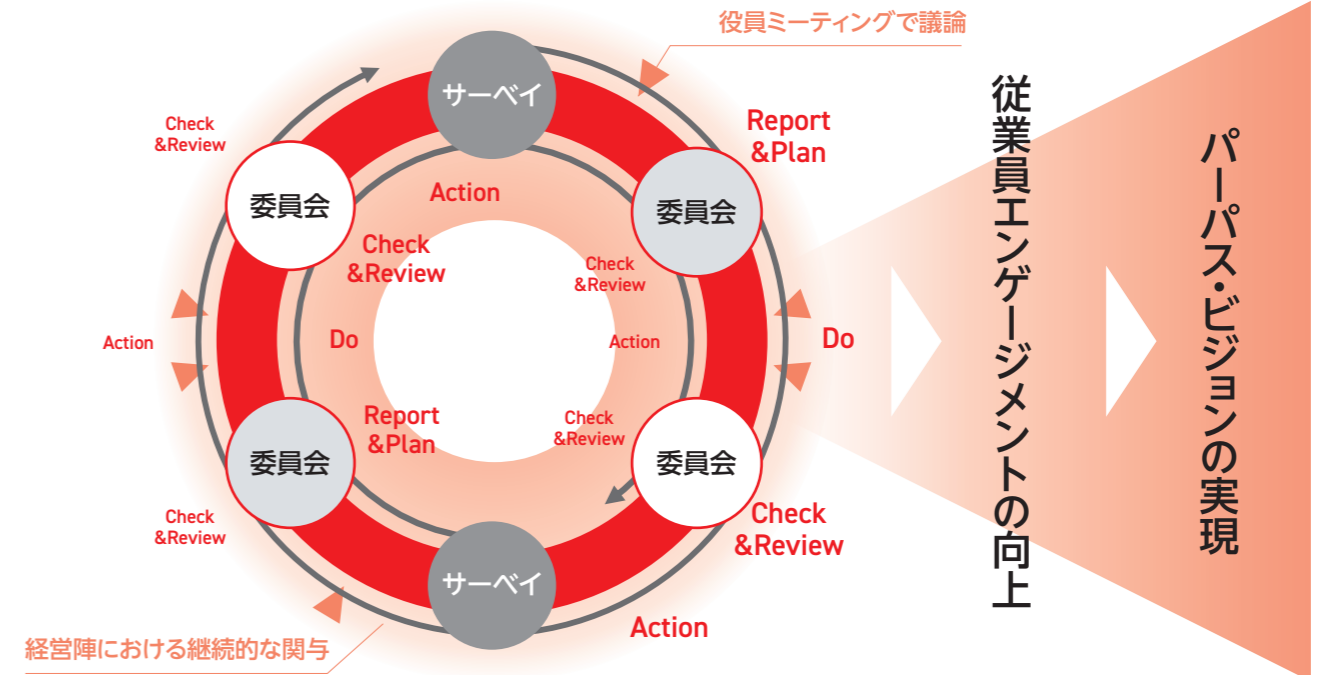 役員ミーティングで議論
サーベイ
Report
&Plan
委員会
Do
委員会
Check
&Review
Action
サーベイ
経営陣における継続的な関与
Check
&Review
委員会
Action
委員会
Check
&Review
Action
Check
&Review
Do
Report
&Plan
Check
&Review
Action
Check
&Review
従業員エンゲージメントの向上
パーパス・ビジョンの実現